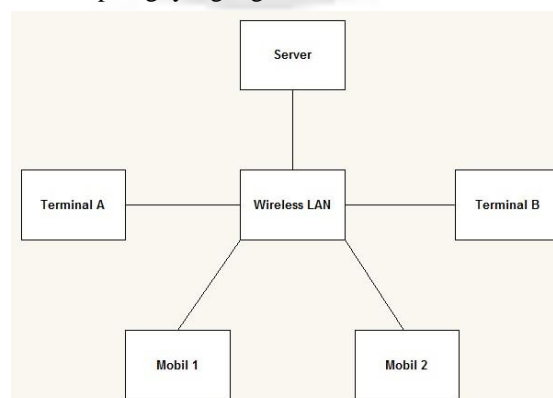 Server
Terminal A
Wireless LAN
Terminal B
Mobil 1
Mobil 2